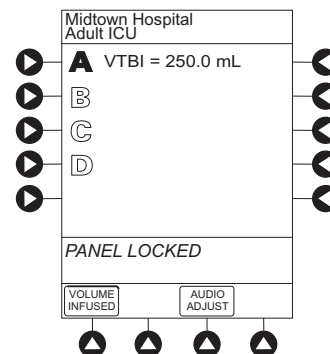 Midtown Hospital
Adult ICU
A VTBI = 250.0 mL
B
C
D
PANEL LOCKED
VOLUME
INFUSED
AUDIO
ADJUST